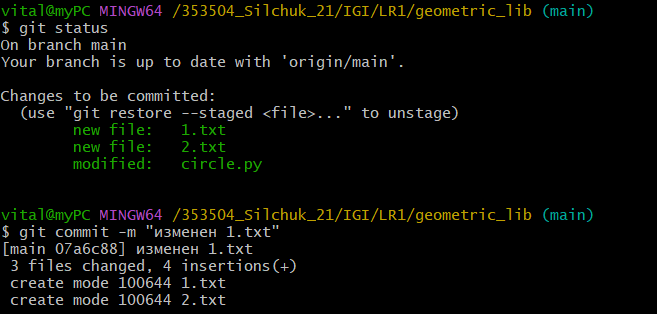 vital@myPC MINGW64 /353504_Silchuk_21/IGI/LR1/geometric_lib (main)
$ git status
On branch main
Your branch is up to date with 'origin/main'.
Changes to be committed:
(use "git restore --staged <file>..." to unstage)
new file: 1.txt
new file: 2.txt
modified: circle.py
vital@myPC MINGW64 /353504_Silchuk_21/IGI/LR1/geometric_lib (main)
$ git commit -m "изменен 1.txt"
[main 07a6c88] изменен 1.txt
3 files changed, 4 insertions(+)
create mode 100644 1.txt
create mode 100644 2.txt